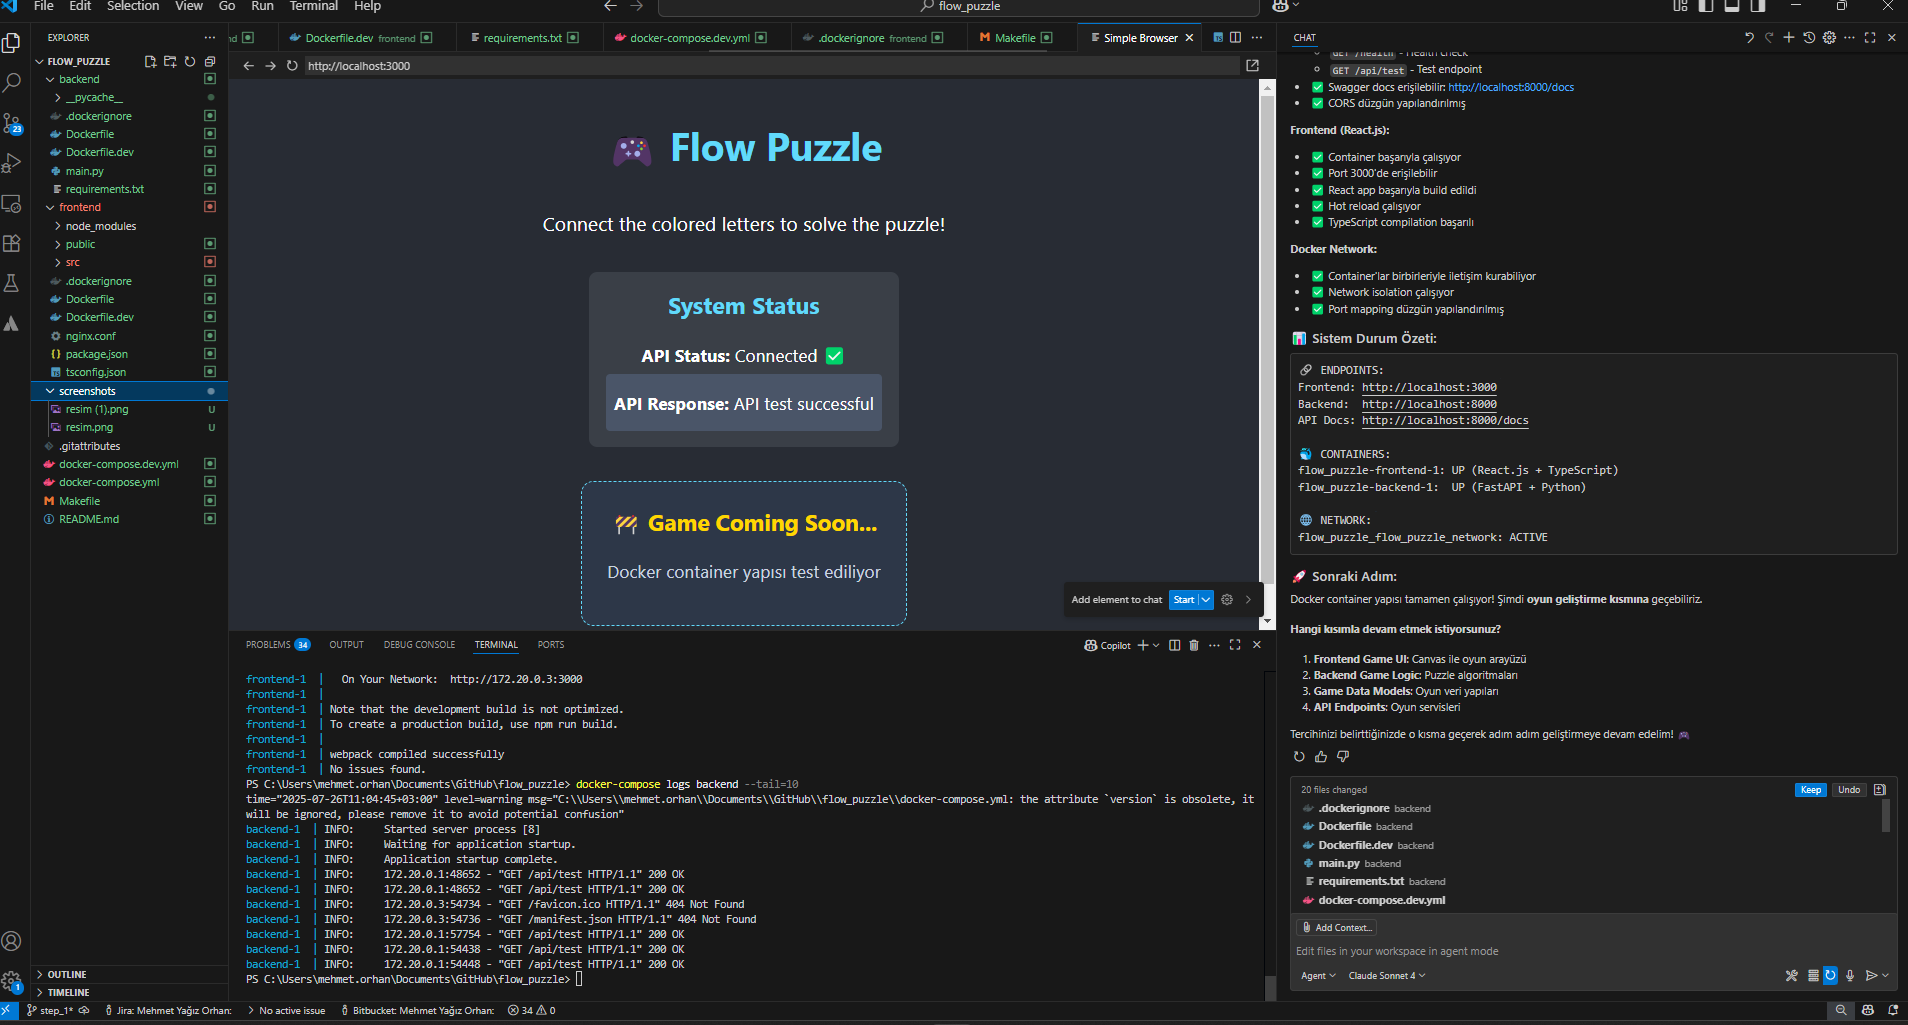 File Edit Selection View Go Run Terminal Help
flow_puzzle
EXPLORER
FLOW_PUZZLE
backend
__pycache__
.dockerignore
Dockerfile
Dockerfile.dev
main.py
requirements.txt
frontend
node_modules
public
src
.dockerignore
Dockerfile
Dockerfile.dev
nginx.conf
package.json
tsconfig.json
screenshots
resim (1).png U
resim.png U
.gitattributes
docker-compose.dev.yml
docker-compose.yml
Makefile
README.md
OUTLINE
TIMELINE
nd Dockerfile.dev frontend requirements.txt docker-compose.dev.yml .dockerignore frontend Makefile Simple Browser
http://localhost:3000
Flow Puzzle
Connect the colored letters to solve the puzzle!
System Status
API Status: Connected ✅
API Response: API test successful
🚧 Game Coming Soon...
Docker container yapısı test ediliyor
Add element to chat Start
PROBLEMS 34 OUTPUT DEBUG CONSOLE TERMINAL PORTS
Copilot
frontend-1 | On Your Network: http://172.20.0.3:3000
frontend-1 |
frontend-1 | Note that the development build is not optimized.
frontend-1 | To create a production build, use npm run build.
frontend-1 |
frontend-1 | webpack compiled successfully
frontend-1 | No issues found.
PS C:\Users\mehmet.orhan\Documents\GitHub\flow_puzzle> docker-compose logs backend --tail=10
time="2025-07-26T11:04:45+03:00" level=warning msg="C:\\Users\\mehmet.orhan\\Documents\\GitHub\\flow_puzzle\\docker-compose.yml: the attribute `version` is obsolete, it
will be ignored, please remove it to avoid potential confusion"
backend-1 | INFO: Started server process [8]
backend-1 | INFO: Waiting for application startup.
backend-1 | INFO: Application startup complete.
backend-1 | INFO: 172.20.0.1:48652 - "GET /api/test HTTP/1.1" 200 OK
backend-1 | INFO: 172.20.0.1:48652 - "GET /api/test HTTP/1.1" 200 OK
backend-1 | INFO: 172.20.0.3:54734 - "GET /favicon.ico HTTP/1.1" 404 Not Found
backend-1 | INFO: 172.20.0.3:54736 - "GET /manifest.json HTTP/1.1" 404 Not Found
backend-1 | INFO: 172.20.0.1:57754 - "GET /api/test HTTP/1.1" 200 OK
backend-1 | INFO: 172.20.0.1:54438 - "GET /api/test HTTP/1.1" 200 OK
backend-1 | INFO: 172.20.0.1:54448 - "GET /api/test HTTP/1.1" 200 OK
PS C:\Users\mehmet.orhan\Documents\GitHub\flow_puzzle>
CHAT
GET /health - Health check
GET /api/test - Test endpoint
✅ Swagger docs erişilebilir: http://localhost:8000/docs
✅ CORS düzgün yapılandırılmış
Frontend (React.js):
✅ Container başarıyla çalışıyor
✅ Port 3000'de erişilebilir
✅ React app başarıyla build edildi
✅ Hot reload çalışıyor
✅ TypeScript compilation başarılı
Docker Network:
✅ Container'lar birbirleriyle iletişim kurabiliyor
✅ Network isolation çalışıyor
✅ Port mapping düzgün yapılandırılmış
📊 Sistem Durum Özeti:
🔗 ENDPOINTS:
Frontend: http://localhost:3000
Backend: http://localhost:8000
API Docs: http://localhost:8000/docs
🐳 CONTAINERS:
flow_puzzle-frontend-1: UP (React.js + TypeScript)
flow_puzzle-backend-1: UP (FastAPI + Python)
🌐 NETWORK:
flow_puzzle_flow_puzzle_network: ACTIVE
🚀 Sonraki Adım:
Docker container yapısı tamamen çalışıyor! Şimdi oyun geliştirme kısmına geçebiliriz.
Hangi kısımla devam etmek istiyorsunuz?
1. Frontend Game UI: Canvas ile oyun arayüzü
2. Backend Game Logic: Puzzle algoritmaları
3. Game Data Models: Oyun veri yapıları
4. API Endpoints: Oyun servisleri
Tercihinizi belirttiğinizde o kısma geçerek adım adım geliştirmeye devam edelim! 🎮
20 files changed Keep Undo
.dockerignore backend
Dockerfile backend
Dockerfile.dev backend
main.py backend
requirements.txt backend
docker-compose.dev.yml
Add Context...
Edit files in your workspace in agent mode
Agent Claude Sonnet 4
23
1
step_1* Jira: Mehmet Yağız Orhan: No active issue Bitbucket: Mehmet Yağız Orhan: 34 0